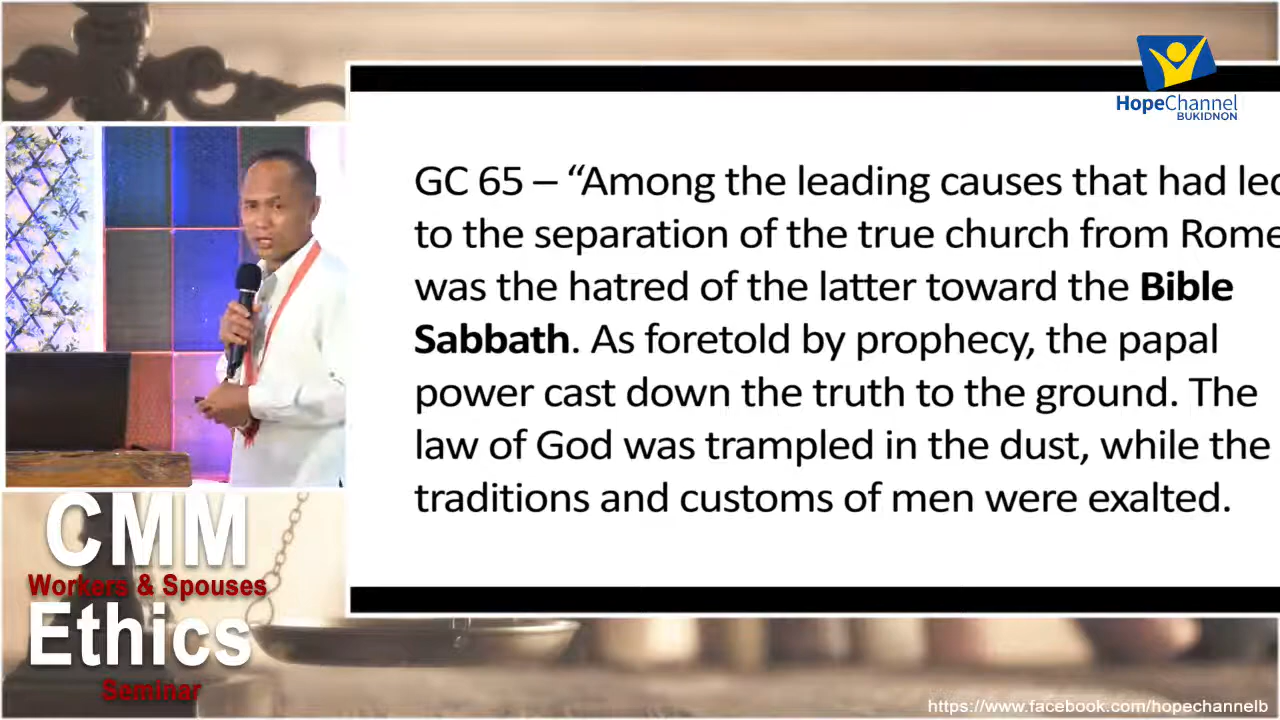 HopeChannel
BUKIDNON
GC 65 – “Among the leading causes that had led
to the separation of the true church from Rome
was the hatred of the latter toward the Bible
Sabbath. As foretold by prophecy, the papal
power cast down the truth to the ground. The
law of God was trampled in the dust, while the
traditions and customs of men were exalted.
CMM
Workers & Spouses
Ethics
Seminar
https://www.facebook.com/hopechannelb